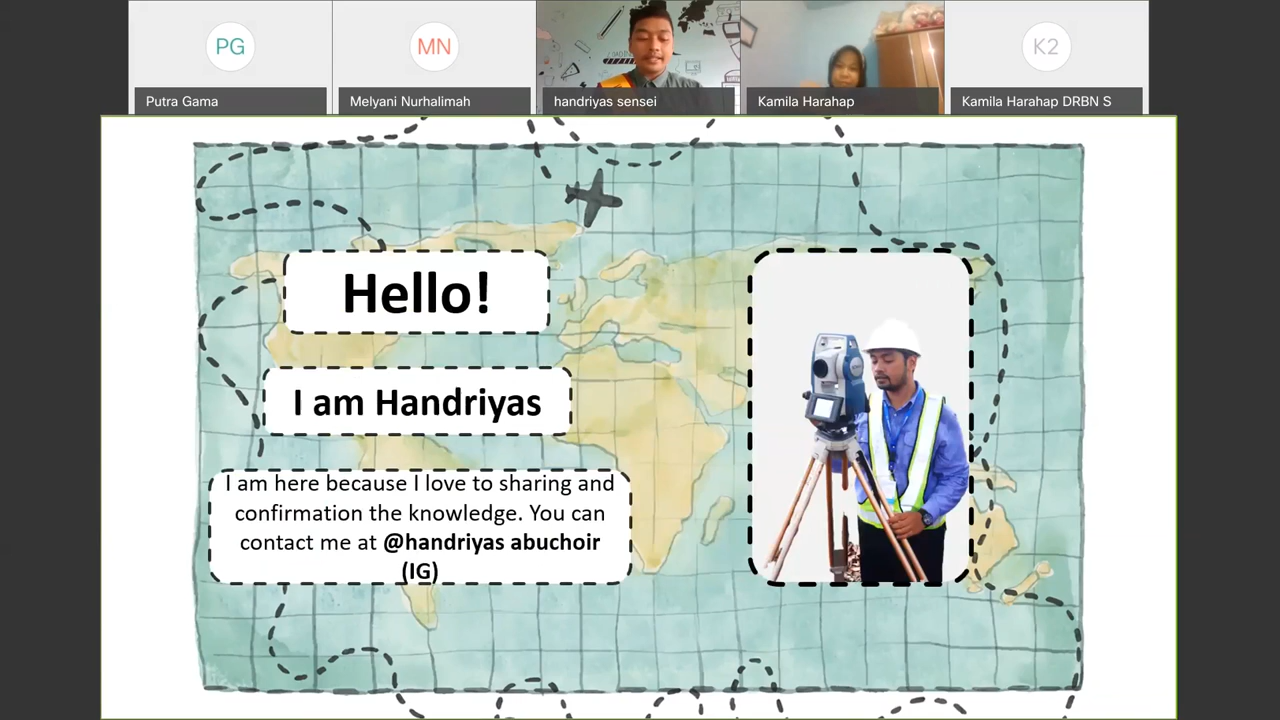 PG
MN
K2
Putra Gama
Melyani Nurhalimah
handriyas sensei
Kamila Harahap
Kamila Harahap DRBN S
Hello!
I am Handriyas
I am here because I love to sharing and
confirmation the knowledge. You can
contact me at @handriyas abuchoir
(IG)